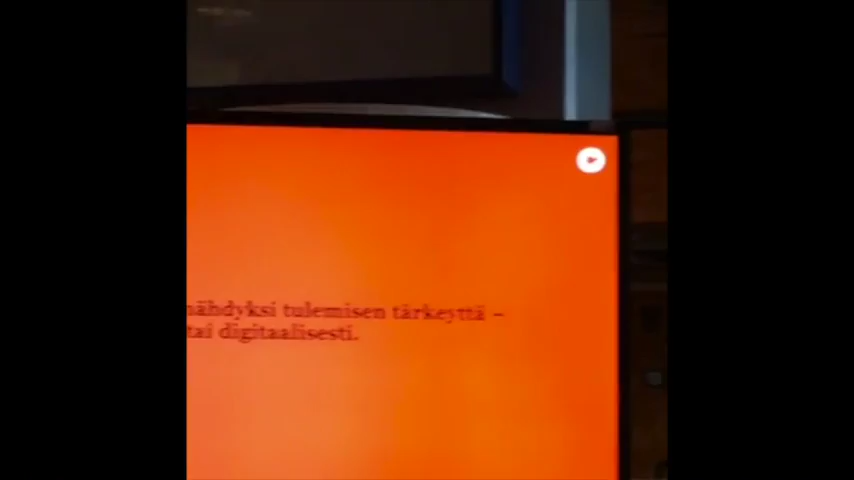 nähdyksi tulemisen tärkeyttä –
tai digitaalisesti.